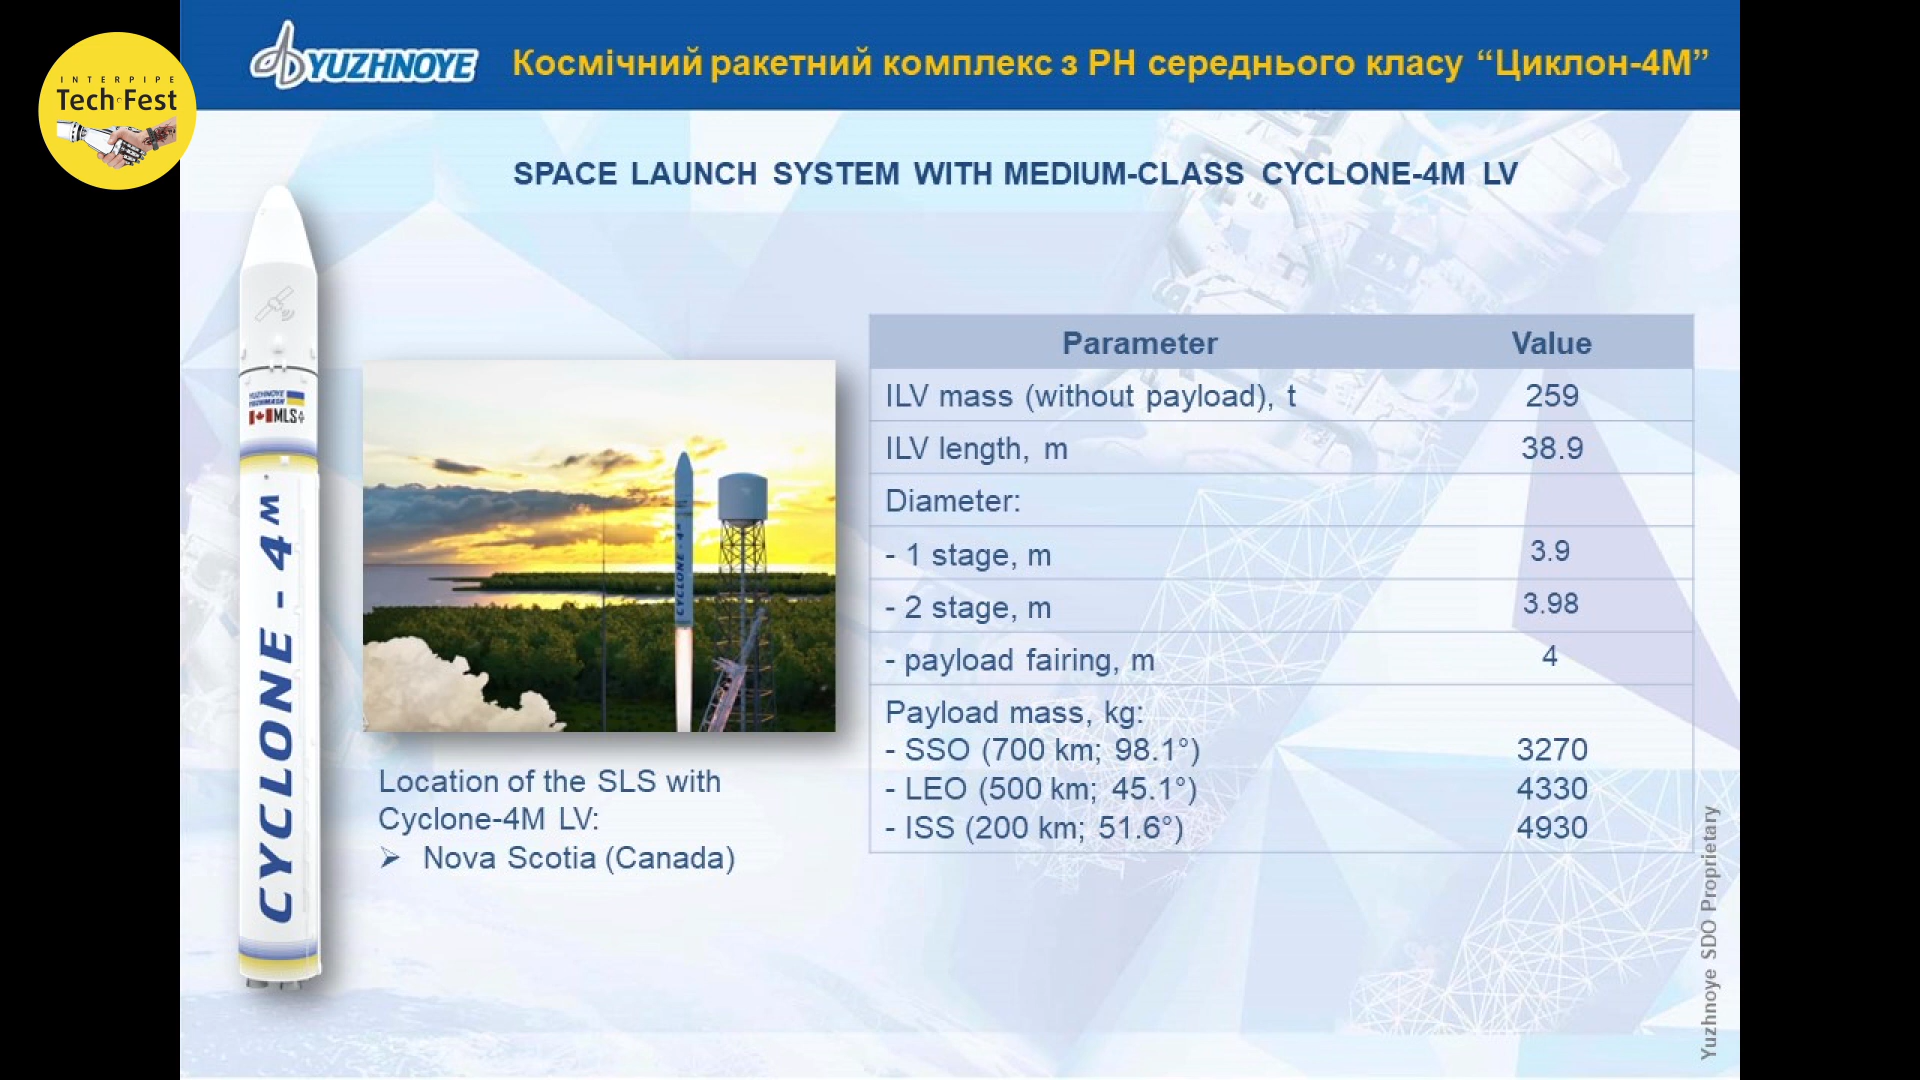 INTERPIPE
Tech Fest
YUZHNOYE
Космічний ракетний комплекс з РН середнього класу “Циклон-4М”
SPACE LAUNCH SYSTEM WITH MEDIUM-CLASS CYCLONE-4M LV
YUZHNOYE
YUZHMASH
MLS
CYCLONE - 4M
CYCLONE - 4M
Location of the SLS with
Cyclone-4M LV:
➢ Nova Scotia (Canada)
Parameter Value
ILV mass (without payload), t 259
ILV length, m 38.9
Diameter:
- 1 stage, m 3.9
- 2 stage, m 3.98
- payload fairing, m 4
Payload mass, kg:
- SSO (700 km; 98.1°) 3270
- LEO (500 km; 45.1°) 4330
- ISS (200 km; 51.6°) 4930
Yuzhnoye SDO Proprietary